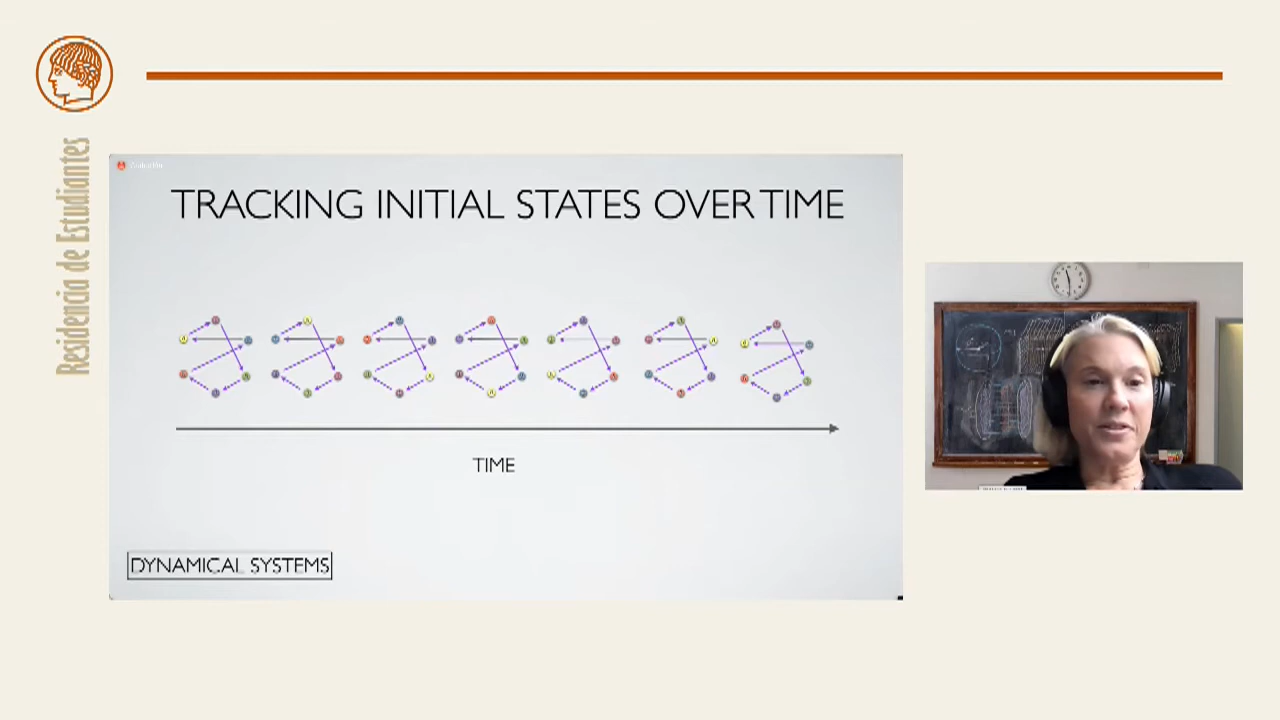 Residencia de Estudiantes
TRACKING INITIAL STATES OVER TIME
TIME
DYNAMICAL SYSTEMS